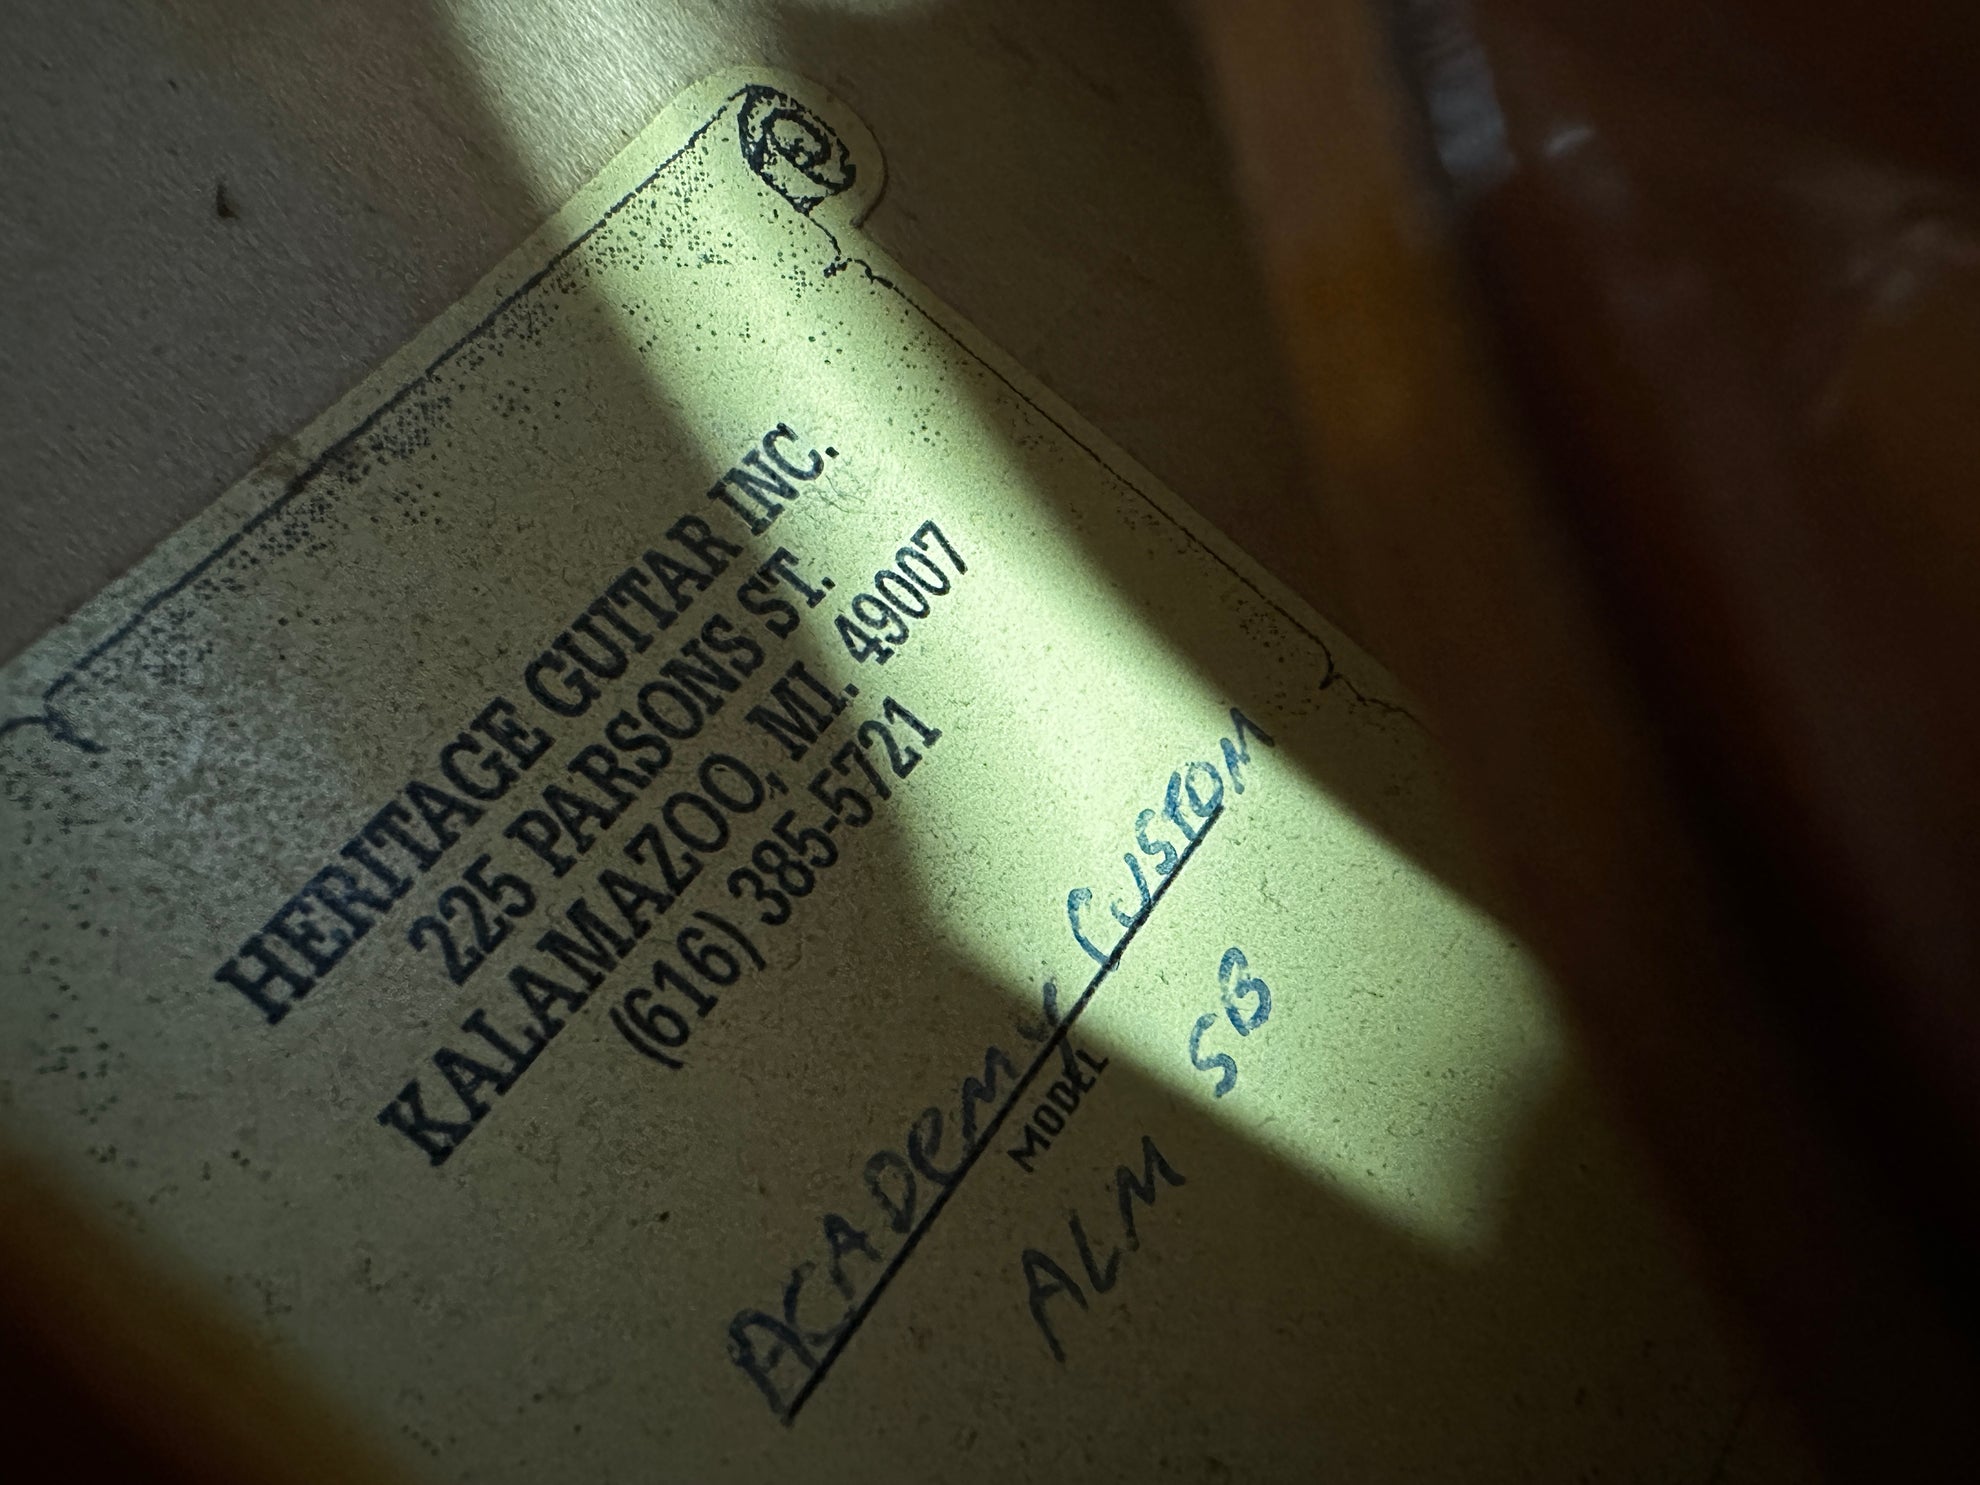 HERITAGE GUITAR INC.
225 PARSONS ST.
KALAMAZOO, MI. 49007
(616) 385-5721
ACADEMY CUSTOM
MODEL
ALM SB